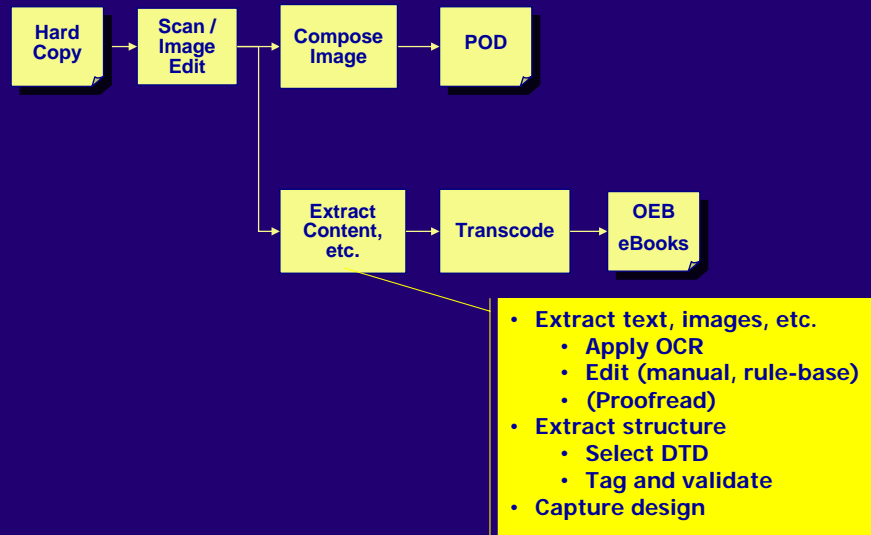 Hard
Copy
Scan /
Image
Edit
Compose
Image
POD
Extract
Content,
etc.
Transcode
OEB
eBooks
• Extract text, images, etc.
• Apply OCR
• Edit (manual, rule-base)
• (Proofread)
• Extract structure
• Select DTD
• Tag and validate
• Capture design